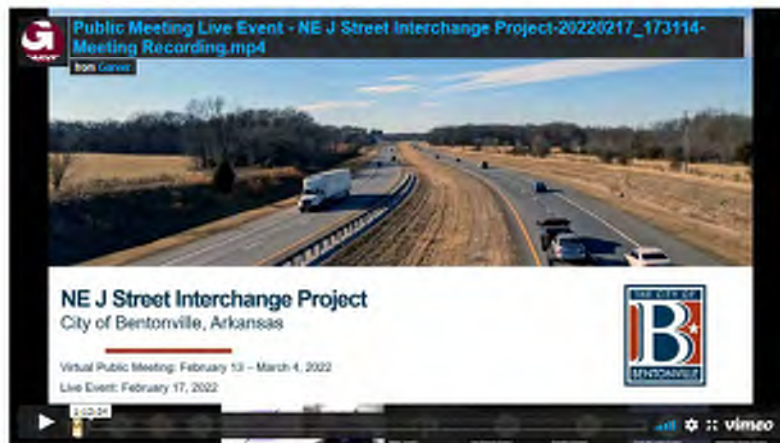 Public Meeting Live Event - NE J Street Interchange Project-20220217_173114-
Meeting Recording.mp4
from Garver
NE J Street Interchange Project
City of Bentonville, Arkansas
THE CITY OF
B
BENTONVILLE
Virtual Public Meeting: February 13 – March 4, 2022
Live Event: February 17, 2022
vimeo